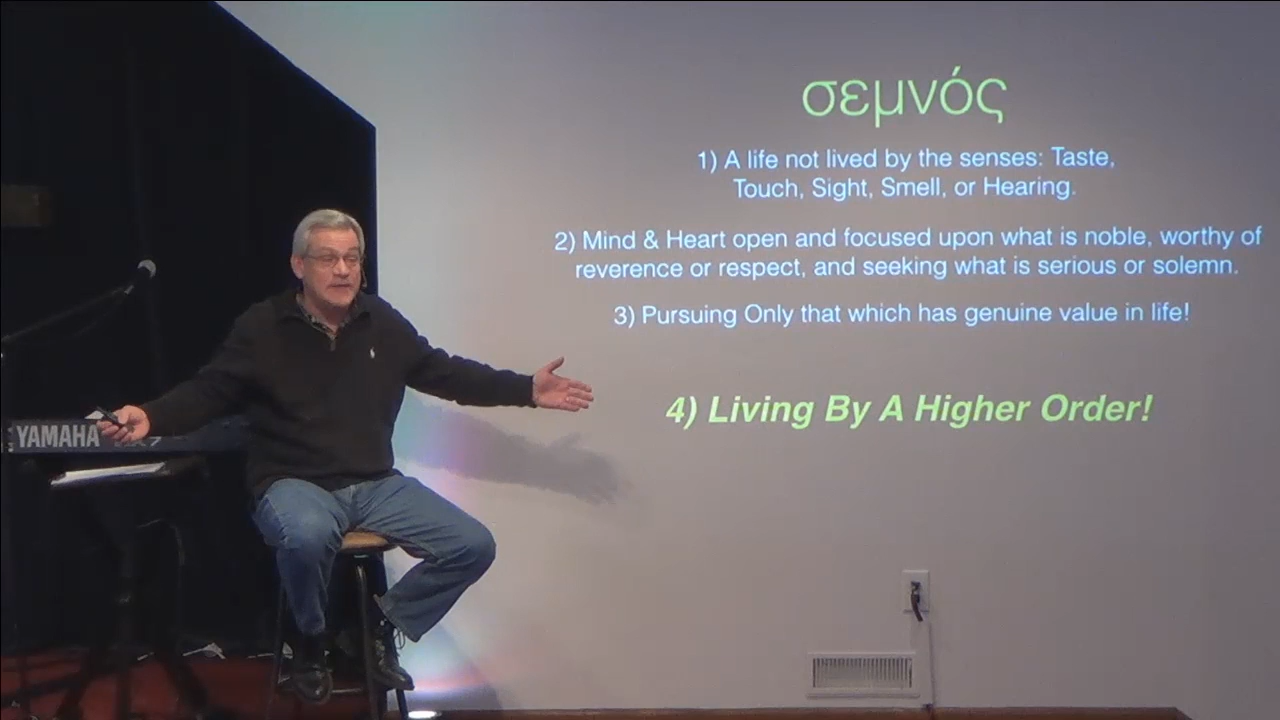 σεμνός
1) A life not lived by the senses: Taste,
Touch, Sight, Smell, or Hearing.
2) Mind & Heart open and focused upon what is noble, worthy of
reverence or respect, and seeking what is serious or solemn.
3) Pursuing Only that which has genuine value in life!
4) Living By A Higher Order!
YAMAHA